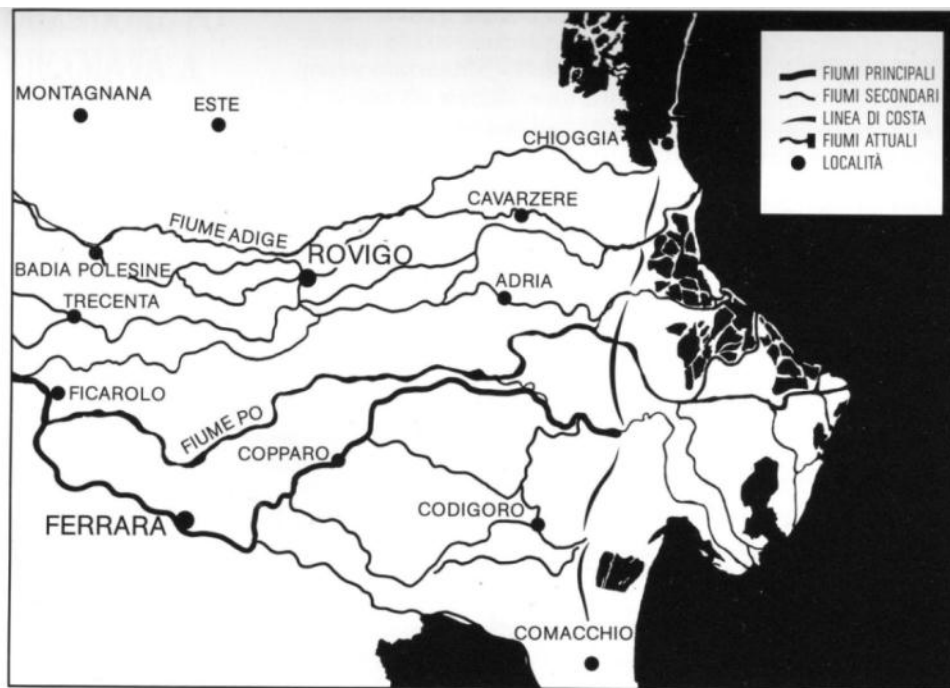 FIUMI PRINCIPALI
FIUMI SECONDARI
LINEA DI COSTA
FIUMI ATTUALI
LOCALITÀ
MONTAGNANA
ESTE
CHIOGGIA
CAVARZERE
FIUME ADIGE
ROVIGO
BADIA POLESINE
ADRIA
TRECENTA
FICAROLO
FIUME PO
COPPARO
CODIGORO
FERRARA
COMACCHIO